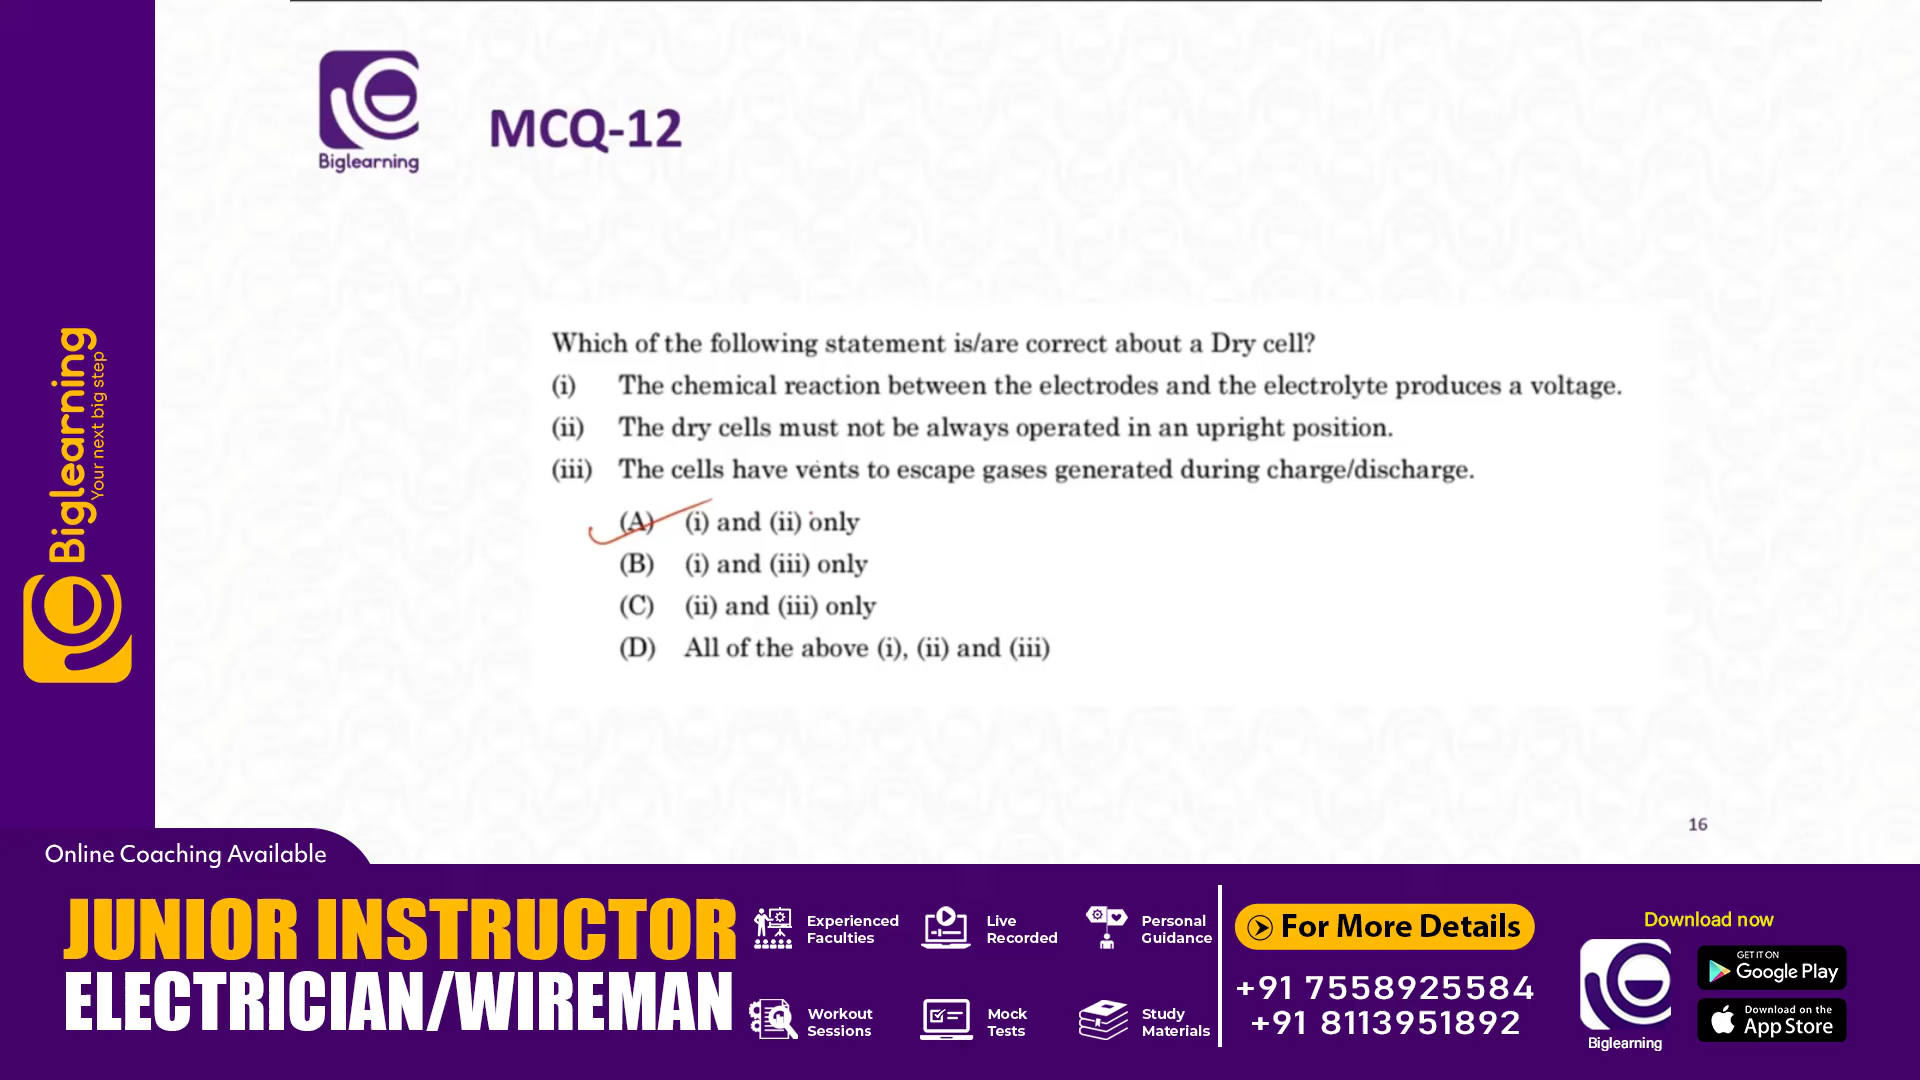 Biglearning
MCQ-12
Which of the following statement is/are correct about a Dry cell?
(i) The chemical reaction between the electrodes and the electrolyte produces a voltage.
(ii) The dry cells must not be always operated in an upright position.
(iii) The cells have vents to escape gases generated during charge/discharge.
(A) (i) and (ii) only
(B) (i) and (iii) only
(C) (ii) and (iii) only
(D) All of the above (i), (ii) and (iii)
16
Biglearning
Your next big step
Online Coaching Available
JUNIOR INSTRUCTOR
ELECTRICIAN/WIREMAN
Experienced
Faculties
Live
Recorded
Personal
Guidance
Workout
Sessions
Mock
Tests
Study
Materials
For More Details
+91 7558925584
+91 8113951892
Download now
Biglearning
GET IT ON
Google Play
Download on the
App Store